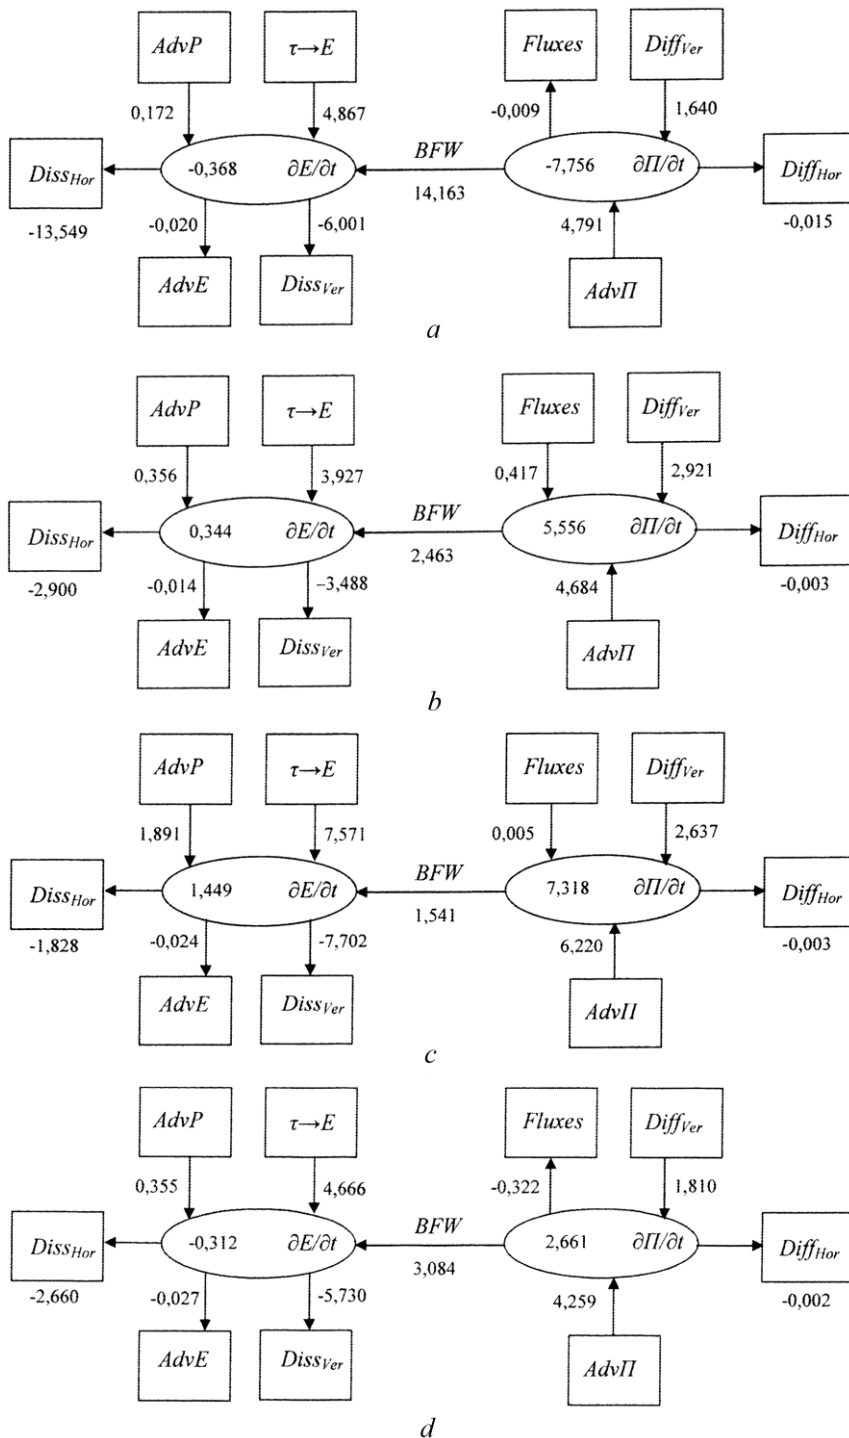 AdvP τ→E Fluxes Diff_Ver
0,172 4,867 -0,009 1,640
Diss_Hor -0,368 ∂E/∂t BFW -7,756 ∂Π/∂t Diff_Hor
-13,549 -0,020 -6,001 14,163 4,791 -0,015
AdvE Diss_Ver AdvΠ
a
AdvP τ→E Fluxes Diff_Ver
0,356 3,927 0,417 2,921
Diss_Hor 0,344 ∂E/∂t BFW 5,556 ∂Π/∂t Diff_Hor
-2,900 -0,014 –3,488 2,463 4,684 -0,003
AdvE Diss_Ver AdvΠ
b
AdvP τ→E Fluxes Diff_Ver
1,891 7,571 0,005 2,637
Diss_Hor 1,449 ∂E/∂t BFW 7,318 ∂Π/∂t Diff_Hor
-1,828 -0,024 -7,702 1,541 6,220 -0,003
AdvE Diss_Ver AdvΠ
c
AdvP τ→E Fluxes Diff_Ver
0,355 4,666 -0,322 1,810
Diss_Hor -0,312 ∂E/∂t BFW 2,661 ∂Π/∂t Diff_Hor
-2,660 -0,027 -5,730 3,084 4,259 -0,002
AdvE Diss_Ver AdvΠ
d